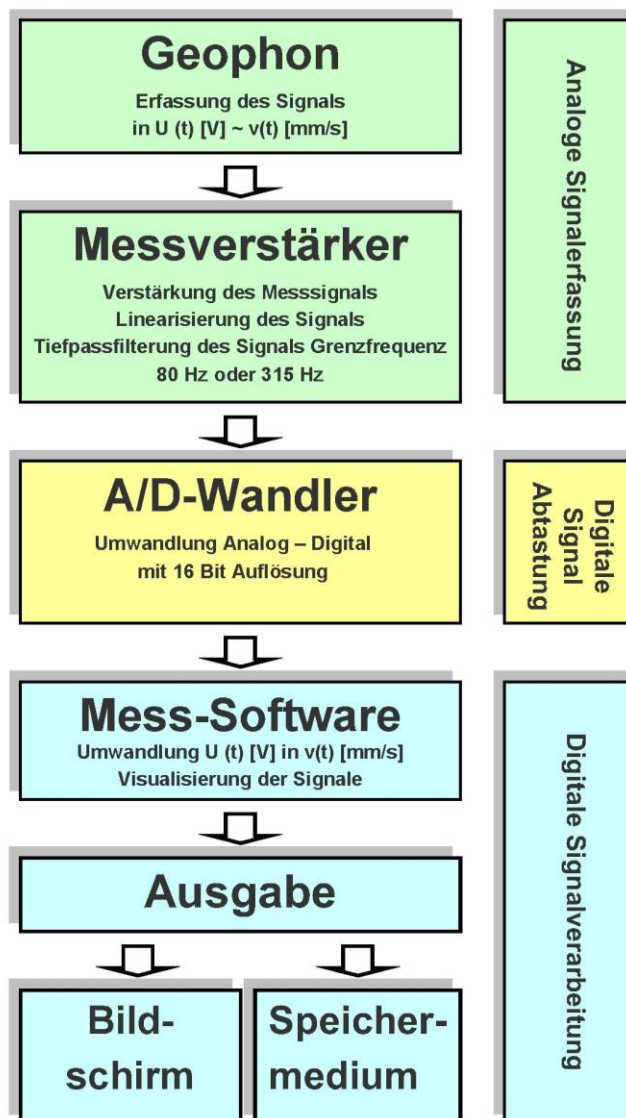 Geophon
Erfassung des Signals
in U (t) [V] ~ v(t) [mm/s]
Messverstärker
Verstärkung des Messsignals
Linearisierung des Signals
Tiefpassfilterung des Signals Grenzfrequenz
80 Hz oder 315 Hz
Analoge Signalerfassung
A/D-Wandler
Umwandlung Analog – Digital
mit 16 Bit Auflösung
Digitale
Signal
Abtastung
Mess-Software
Umwandlung U (t) [V] in v(t) [mm/s]
Visualisierung der Signale
Ausgabe
Bild-
schirm
Speicher-
medium
Digitale Signalverarbeitung